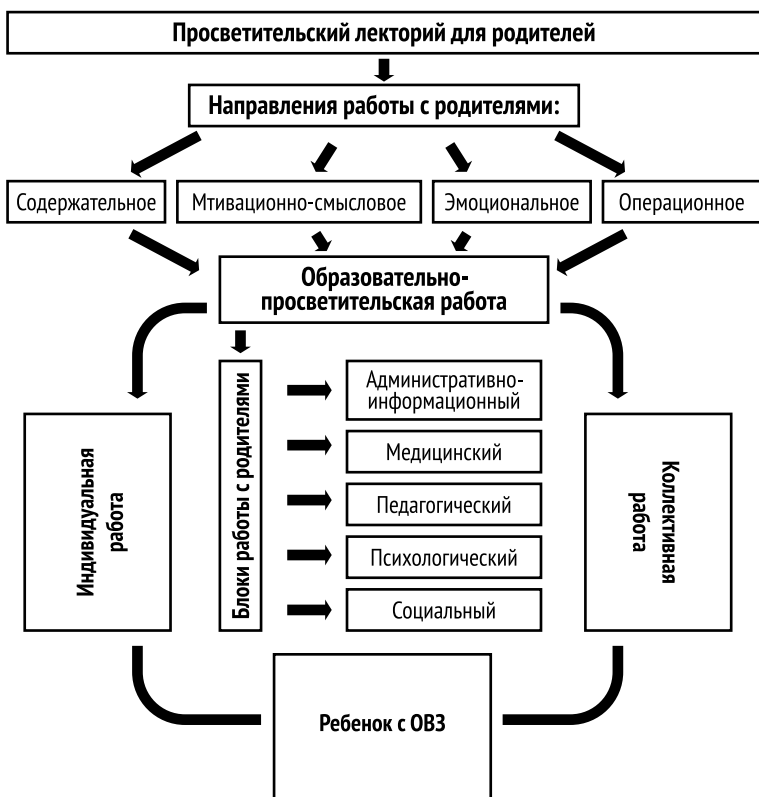 Просветительский лекторий для родителей
Направления работы с родителями:
Содержательное
Мтивационно-смысловое
Эмоциональное
Операционное
Образовательно-
просветительская работа
Индивидуальная
работа
Блоки работы с родителями
Административно-
информационный
Медицинский
Педагогический
Психологический
Социальный
Коллективная
работа
Ребенок с ОВЗ